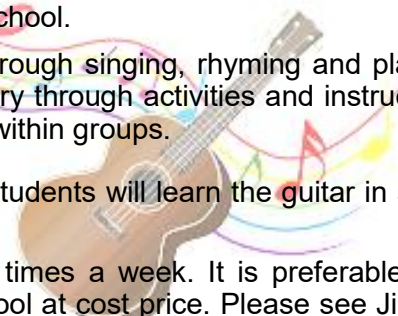 chool.
rough singing, rhyming and pla
ry through activities and instruc
within groups.
students will learn the guitar in
times a week. It is preferable
ool at cost price. Please see Ji